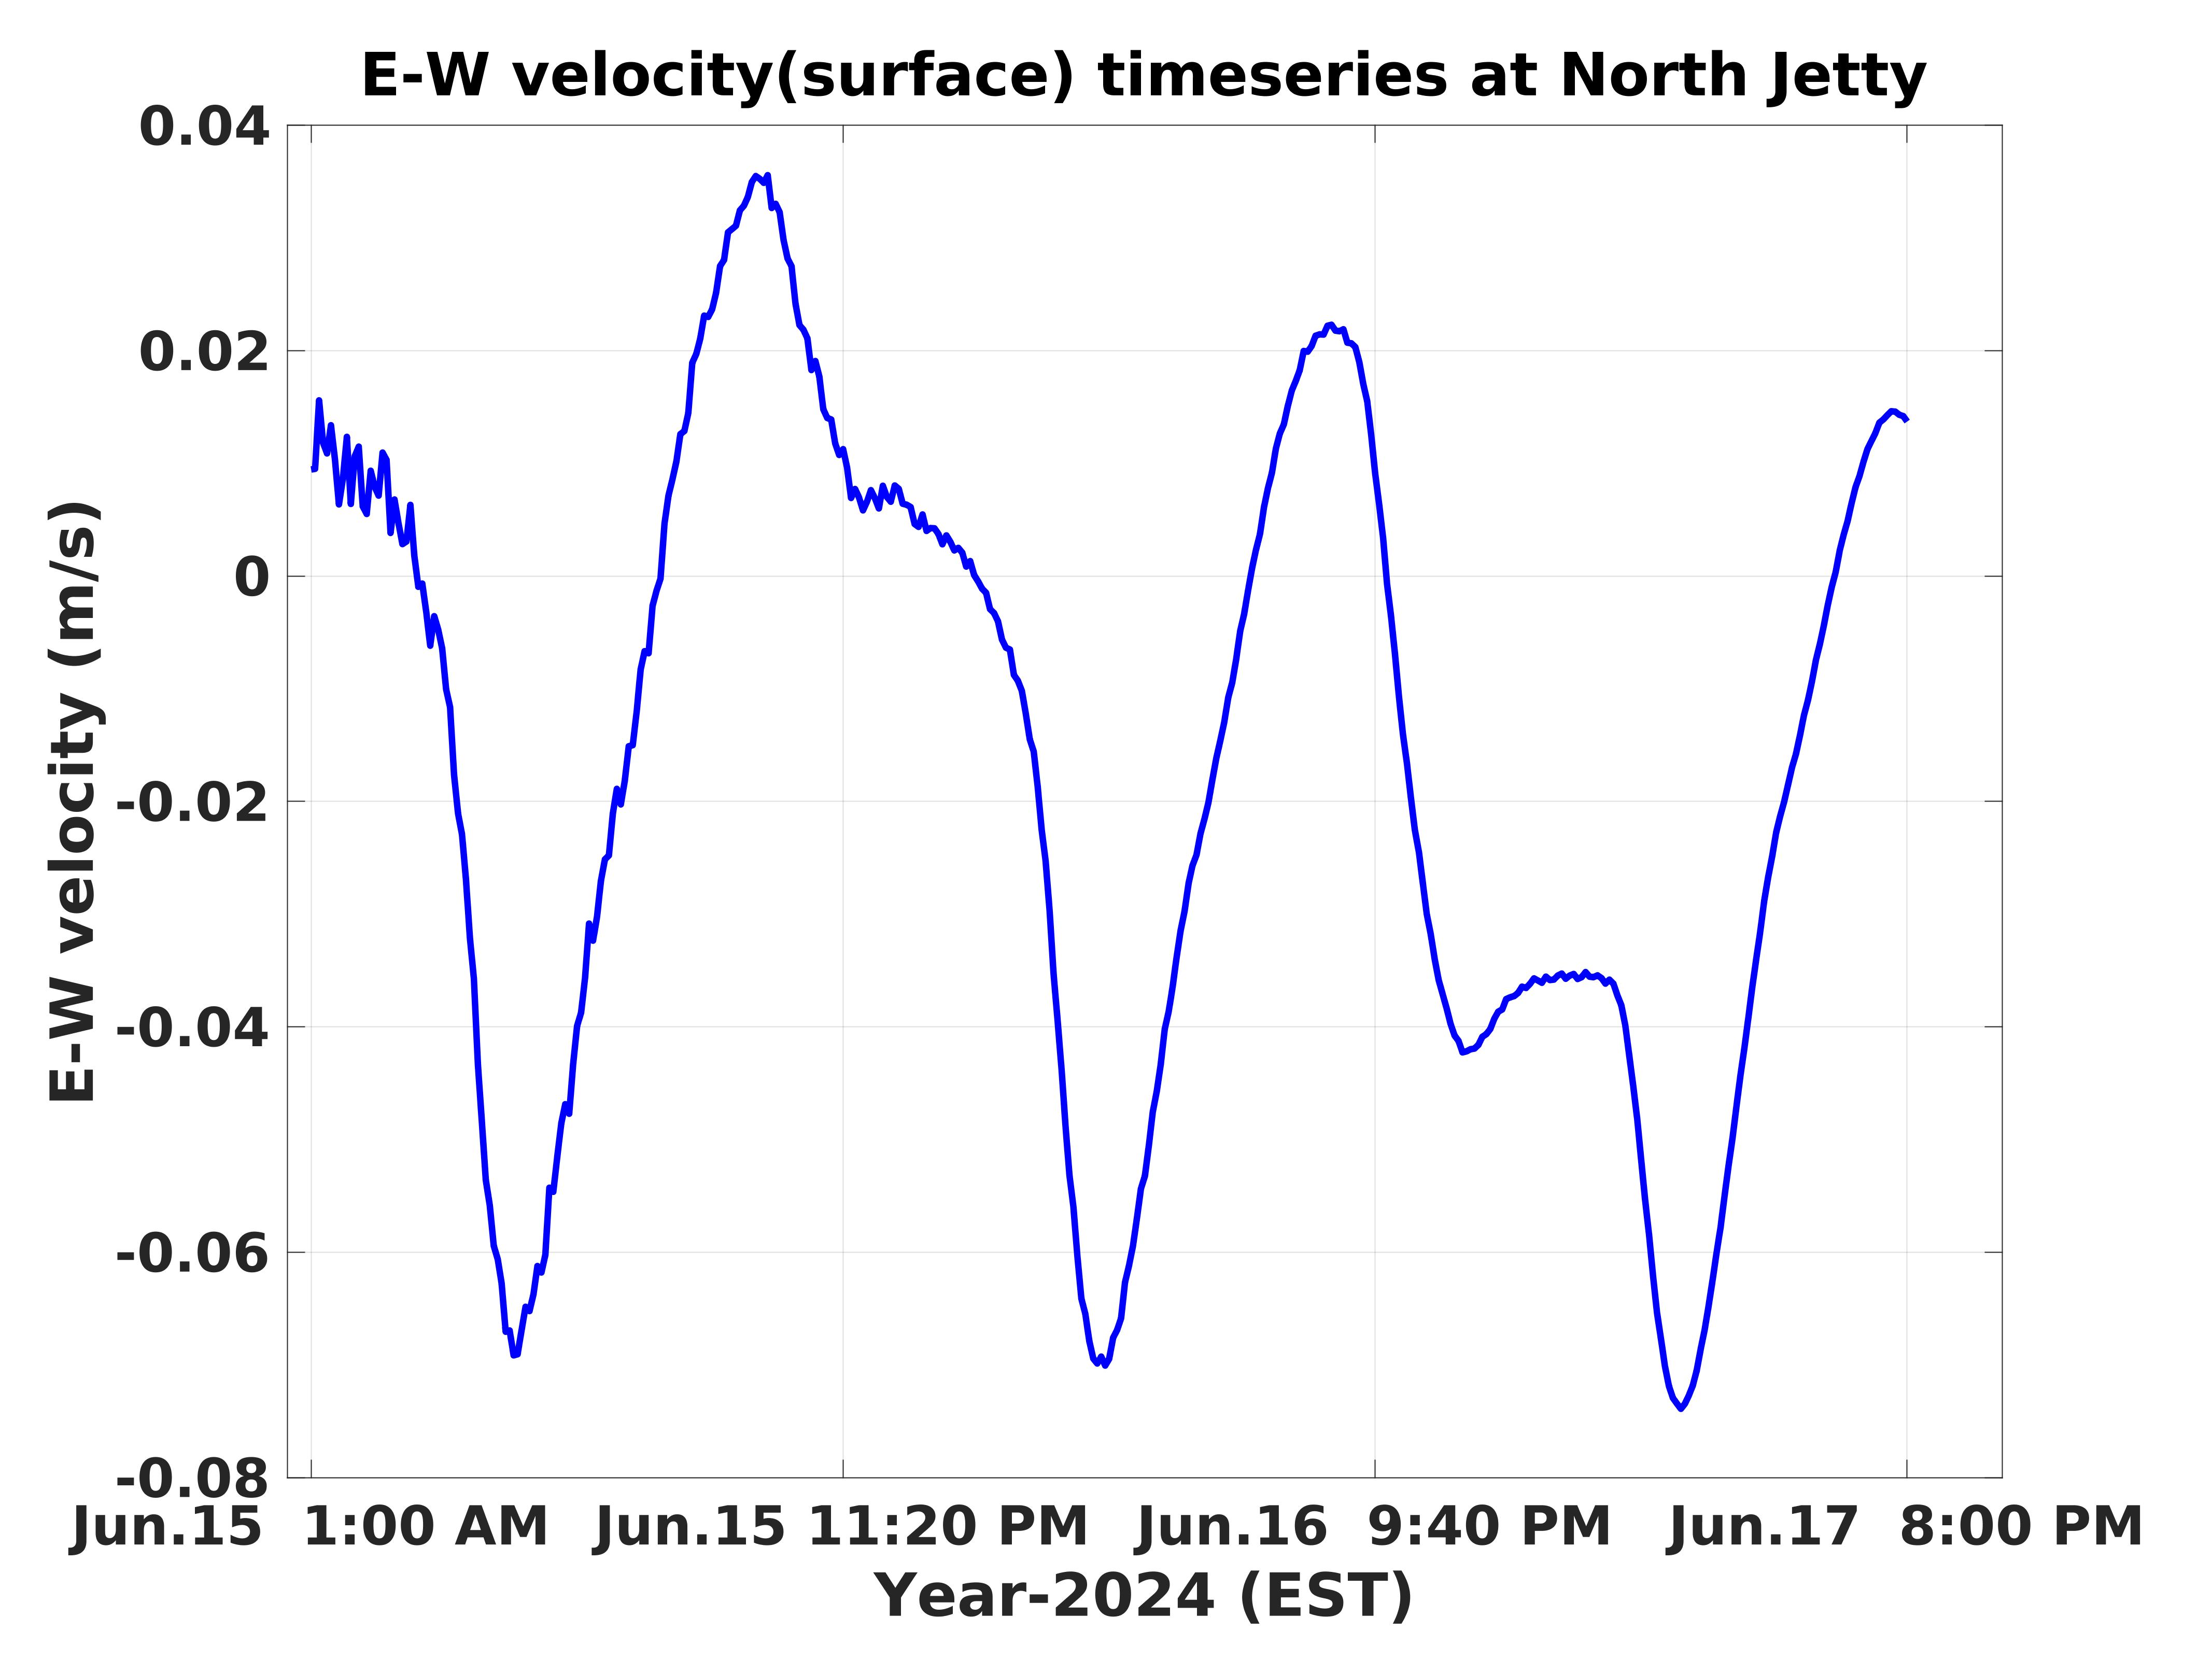 E-W velocity(surface) timeseries at North Jetty
E-W velocity (m/s)
0.04
0.02
0
-0.02
-0.04
-0.06
-0.08
Jun.15 1:00 AM Jun.15 11:20 PM Jun.16 9:40 PM Jun.17 8:00 PM
Year-2024 (EST)